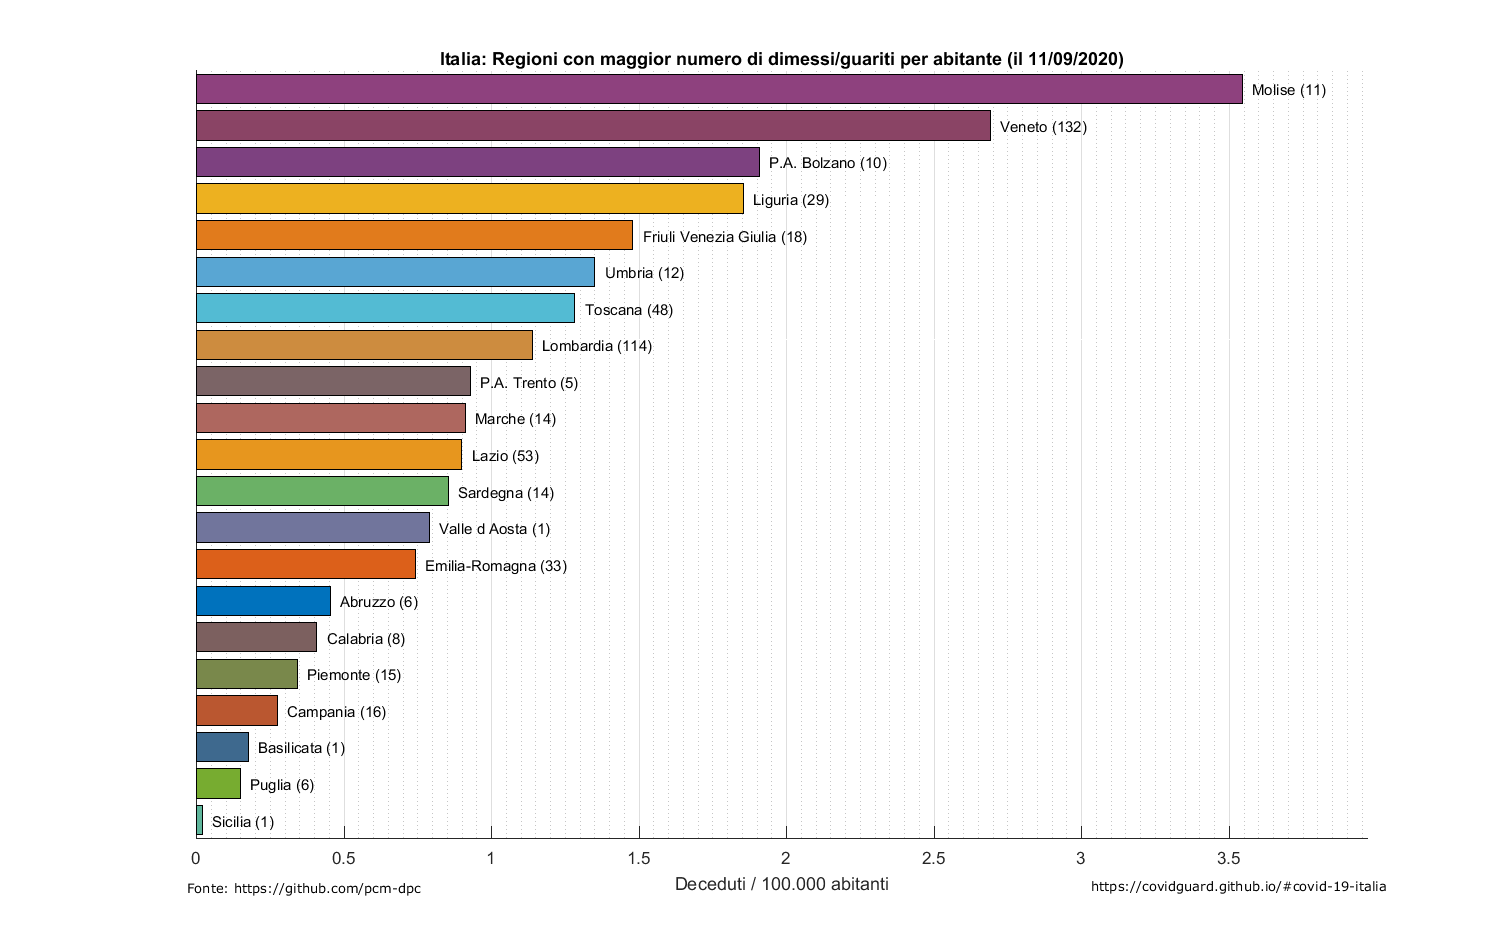 Italia: Regioni con maggior numero di dimessi/guariti per abitante (il 11/09/2020)
Molise (11)
Veneto (132)
P.A. Bolzano (10)
Liguria (29)
Friuli Venezia Giulia (18)
Umbria (12)
Toscana (48)
Lombardia (114)
P.A. Trento (5)
Marche (14)
Lazio (53)
Sardegna (14)
Valle d Aosta (1)
Emilia-Romagna (33)
Abruzzo (6)
Calabria (8)
Piemonte (15)
Campania (16)
Basilicata (1)
Puglia (6)
Sicilia (1)
0 0.5 1 1.5 2 2.5 3 3.5
Deceduti / 100.000 abitanti
Fonte: https://github.com/pcm-dpc
https://covidguard.github.io/#covid-19-italia